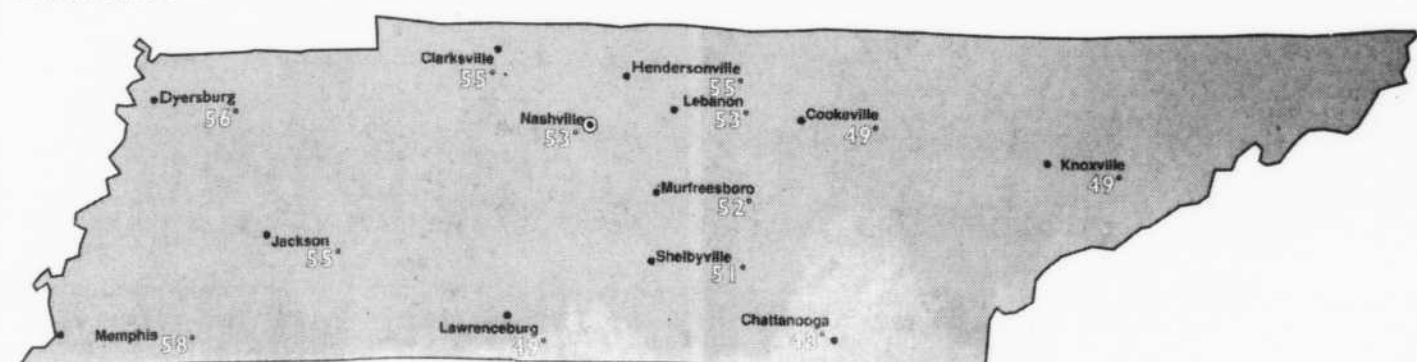 Clarksville
55°
Hendersonville
55°
Dyersburg
56°
Lebanon
53°
Nashville
53°
Cookeville
49°
Knoxville
49°
Murfreesboro
52°
Jackson
55°
Shelbyville
51°
Memphis
58°
Lawrenceburg
49°
Chattanooga